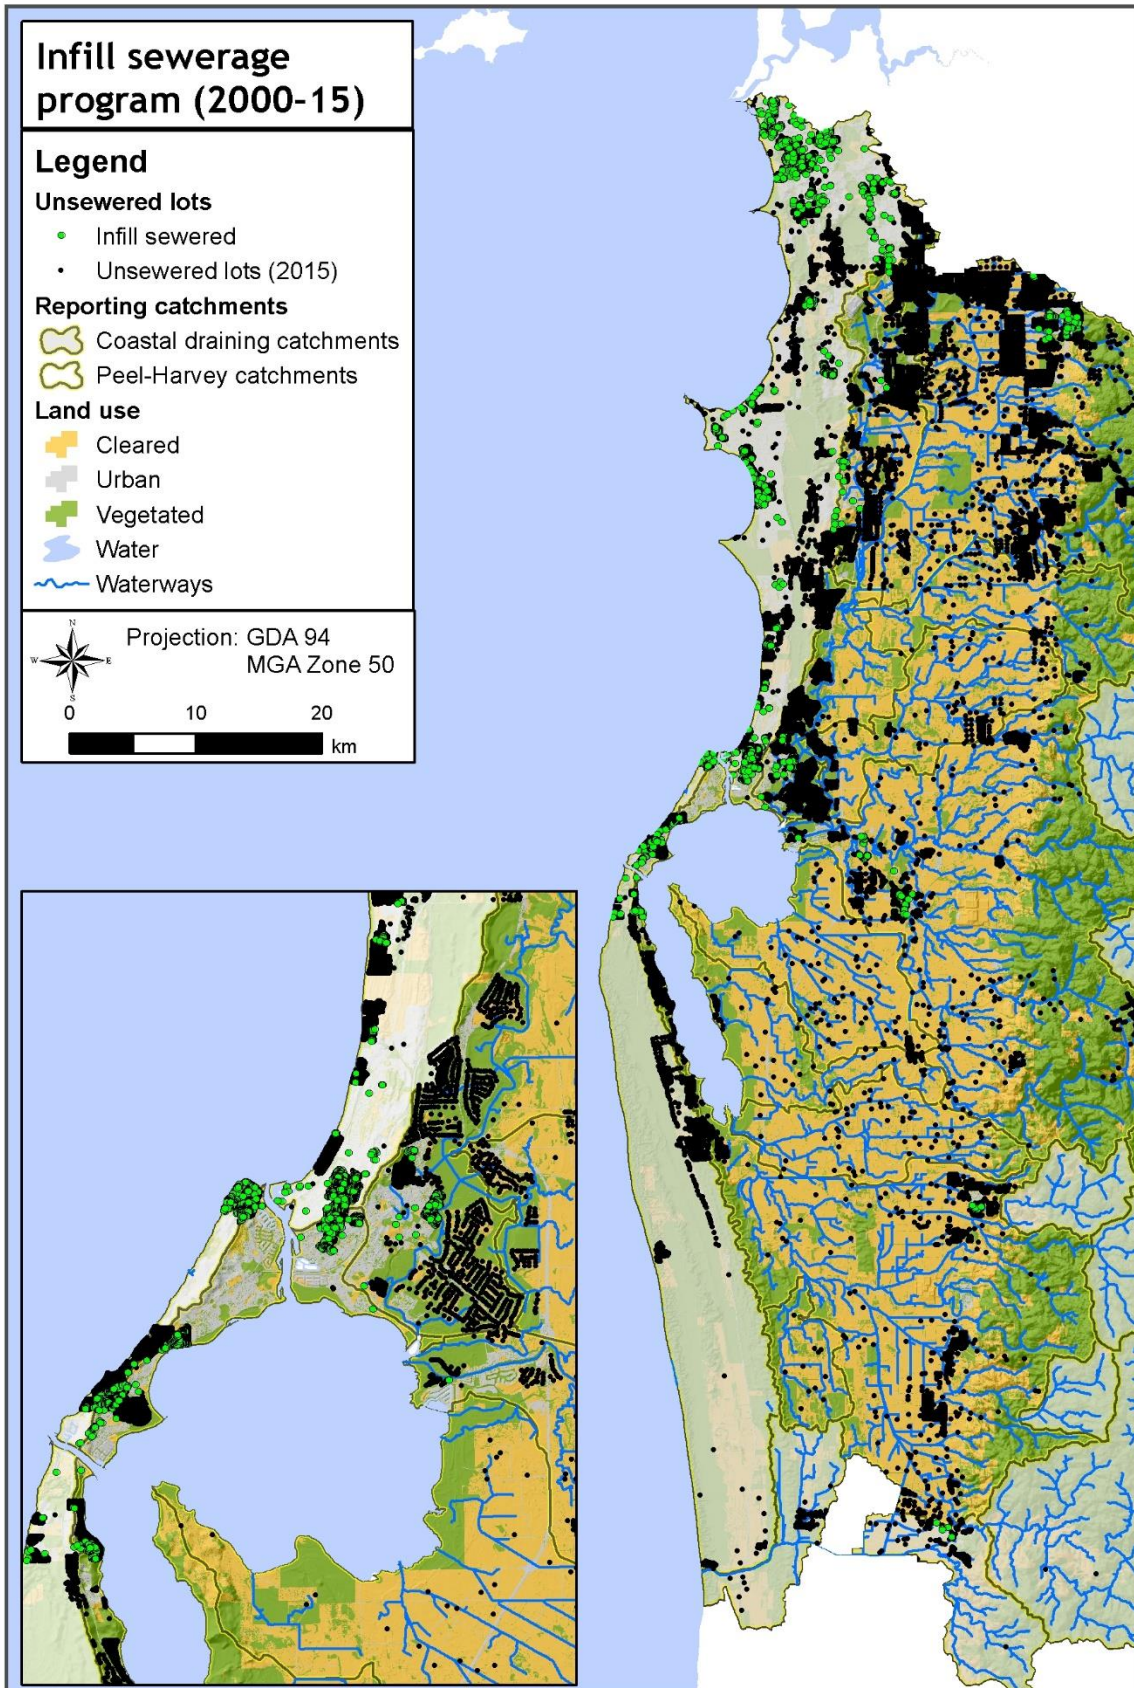 Infill sewerage
program (2000-15)
Legend
Unsewered lots
Infill sewered
Unsewered lots (2015)
Reporting catchments
Coastal draining catchments
Peel-Harvey catchments
Land use
Cleared
Urban
Vegetated
Water
Waterways
N
W E
S
Projection: GDA 94
MGA Zone 50
0 10 20
km